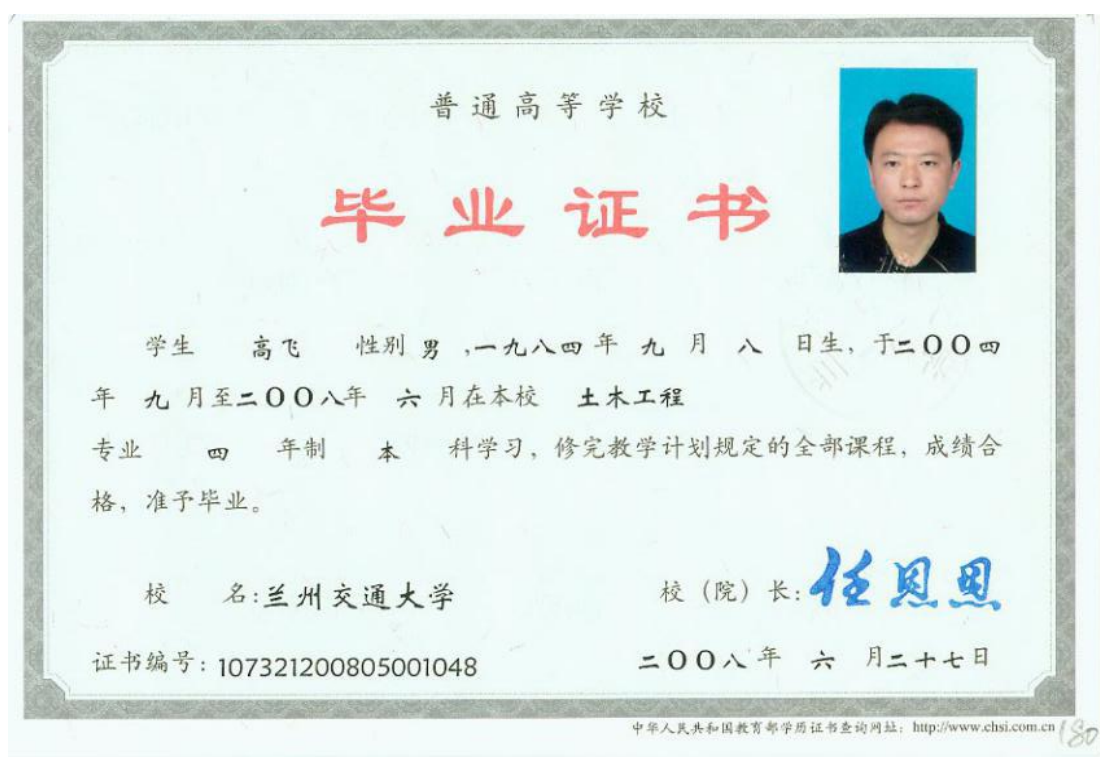 普通高等学校
毕业证书
学生 高飞 性别 男 ,一九八四 年 九 月 八 日生, 于二〇〇四
年 九 月至二〇〇八年 六 月在本校 土木工程
专业 四 年制 本 科学习, 修完教学计划规定的全部课程, 成绩合
格, 准予毕业。
校 名:兰州交通大学 校 (院) 长: 任恩恩
证书编号: 107321200805001048 二〇〇八年 六 月二十七日
中华人民共和国教育部学历证书查询网址: http://www.chsi.com.cn
180